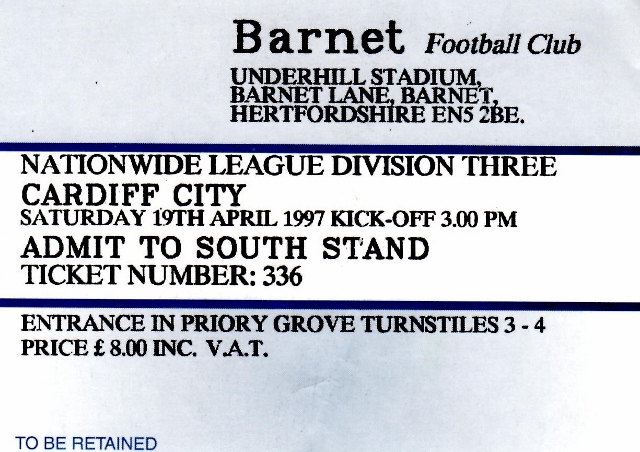 Barnet Football Club
UNDERHILL STADIUM,
BARNET LANE, BARNET,
HERTFORDSHIRE EN5 2BE.
NATIONWIDE LEAGUE DIVISION THREE
CARDIFF CITY
SATURDAY 19TH APRIL 1997 KICK-OFF 3.00 PM
ADMIT TO SOUTH STAND
TICKET NUMBER: 336
ENTRANCE IN PRIORY GROVE TURNSTILES 3 - 4
PRICE £ 8.00 INC. V.A.T.
TO BE RETAINED